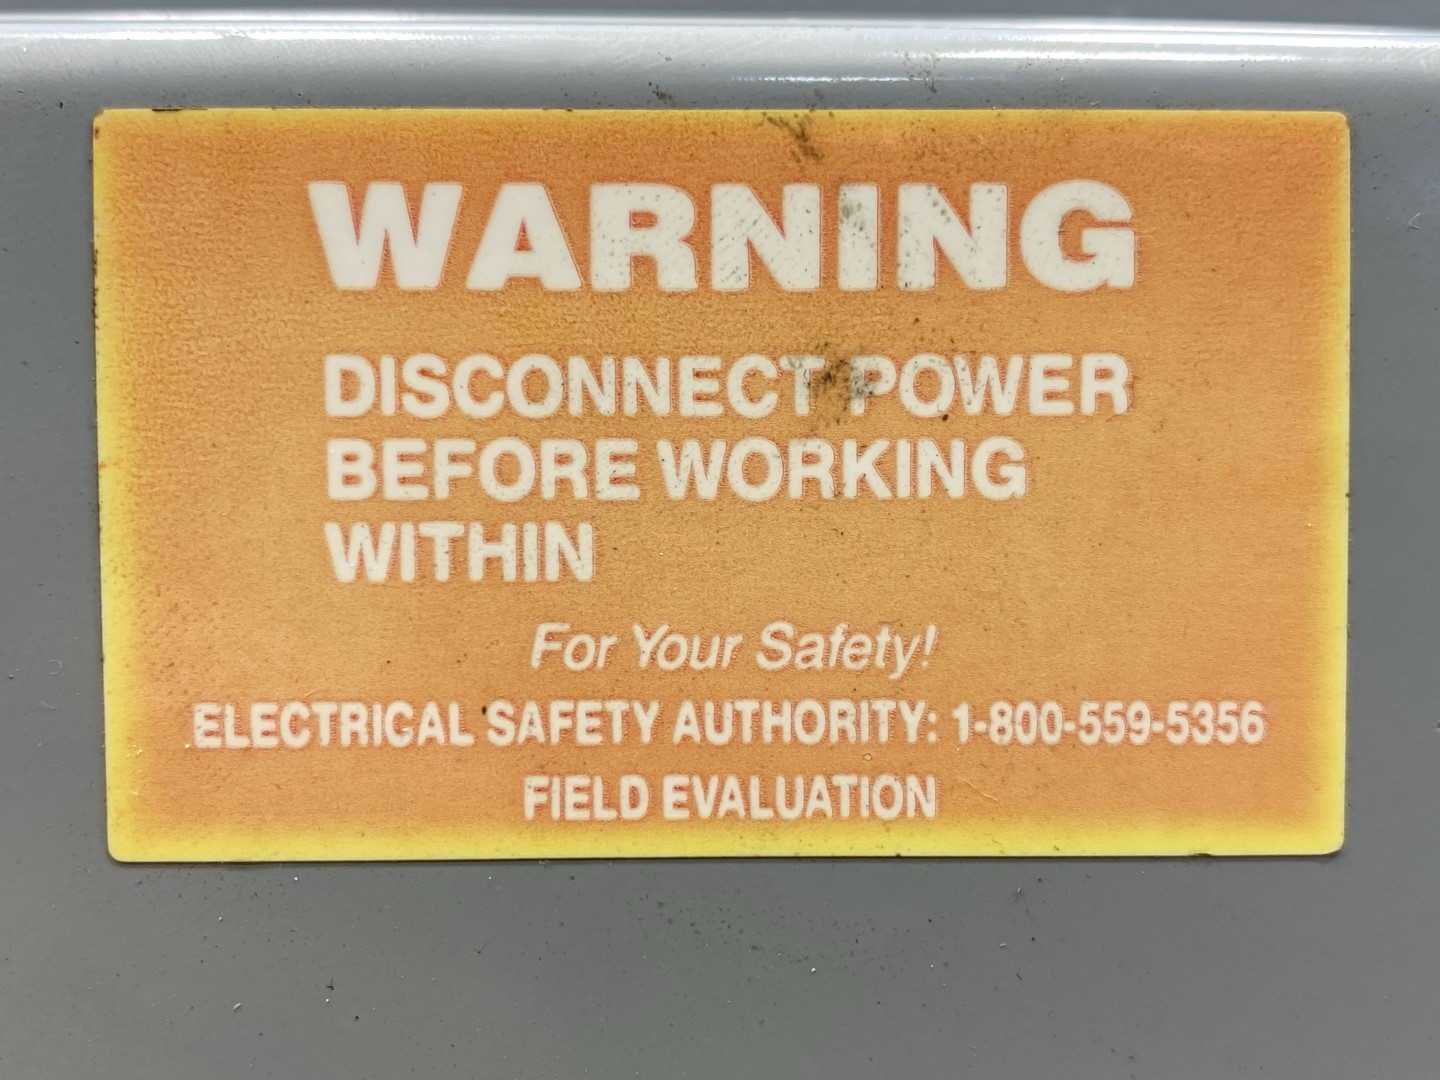 WARNING
DISCONNECT POWER
BEFORE WORKING
WITHIN
For Your Safety!
ELECTRICAL SAFETY AUTHORITY: 1-800-559-5356
FIELD EVALUATION